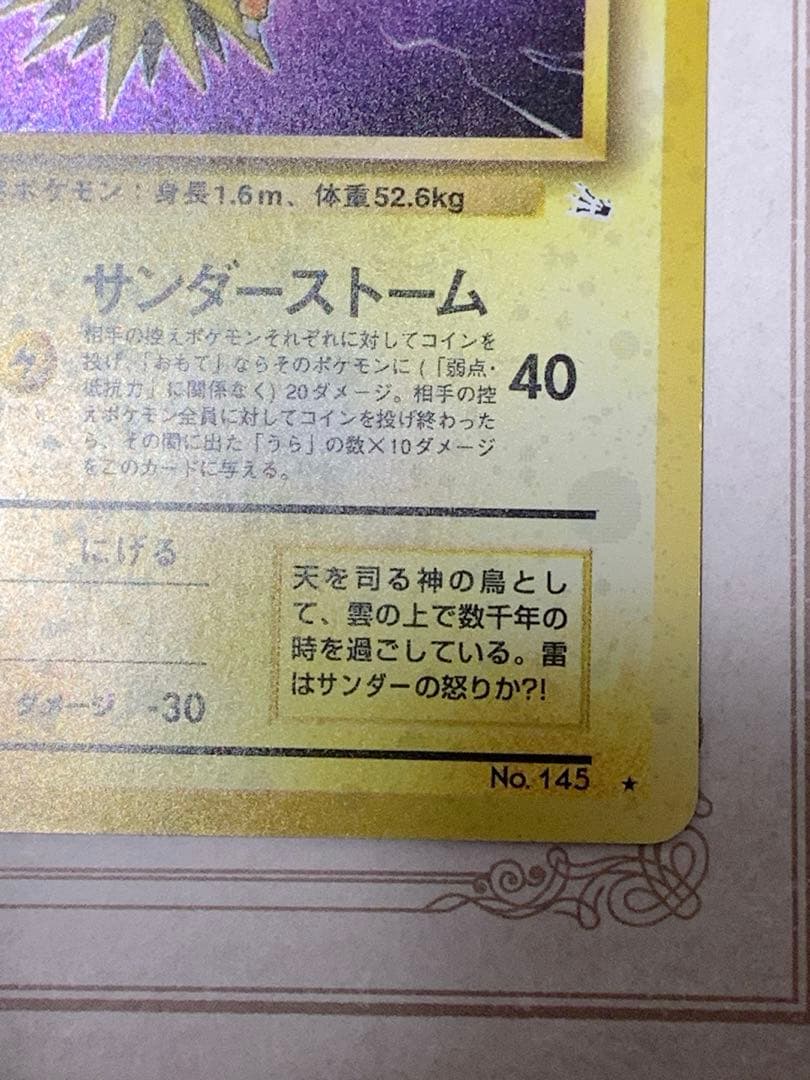 ポケモン：身長1.6m、体重52.6kg
サンダーストーム
相手の控えポケモンそれぞれに対してコインを
投げ、「おもて」ならそのポケモンに(「弱点・
抵抗力」に関係なく)20ダメージ。相手の控
えポケモン全員に対してコインを投げ終わった
ら、その間に出た「うら」の数×10ダメージ
をこのカードに与える。
40
にげる
ダメージ -30
天を司る神の鳥とし
て、雲の上で数千年の
時を過ごしている。雷
はサンダーの怒りか?!
No. 145 ★